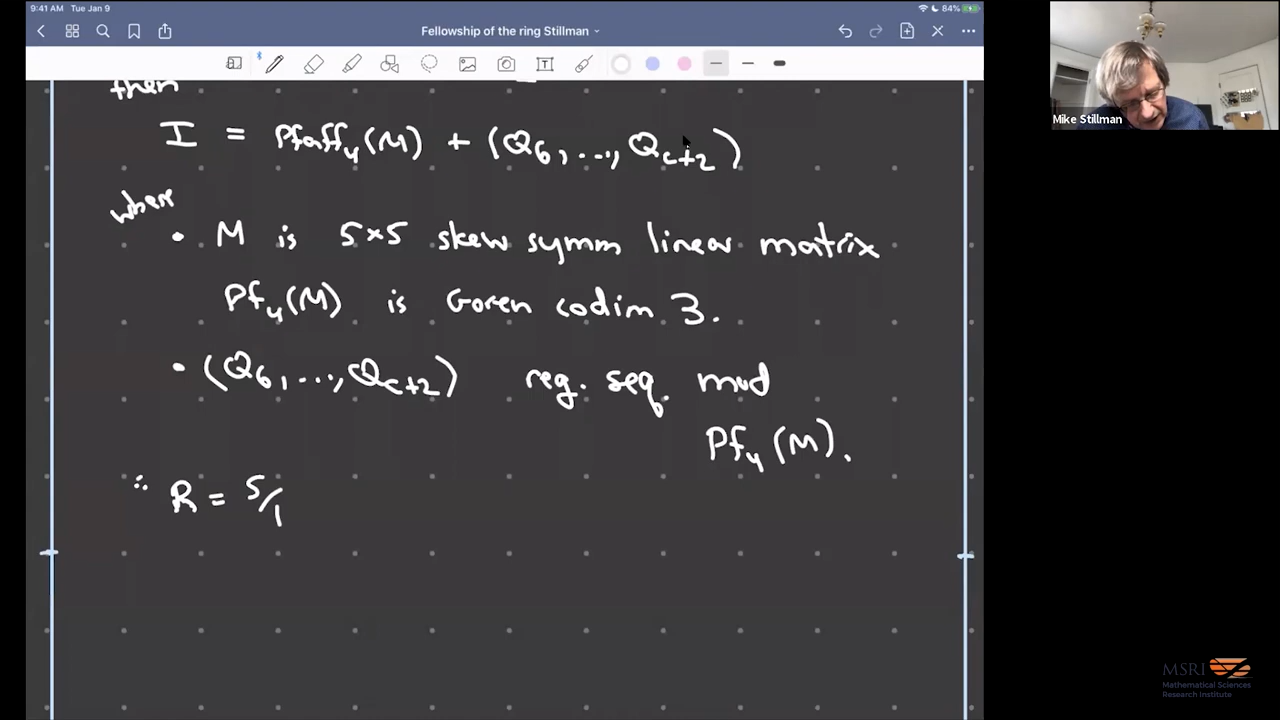 9:41 AM Tue Jan 9
84%
Fellowship of the ring Stillman
then
I = Pfaff₄(M) + (Q₆, ..., Q_{c+2})
where
• M is 5×5 skew symm linear matrix
Pf₄(M) is Goren codim 3.
• (Q₆, ..., Q_{c+2}) reg. seq. mod
Pf₄(M).
∴ R = S/I
Mike Stillman
MSRI
Mathematical Sciences
Research Institute